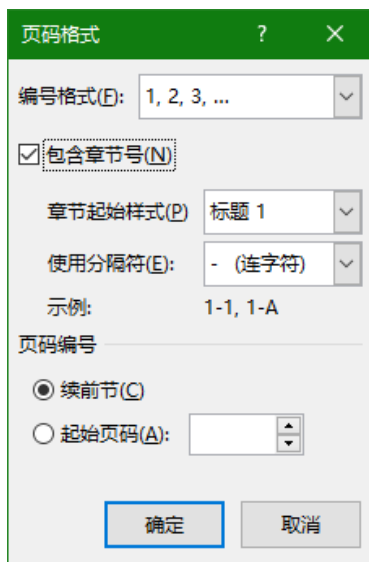 页码格式 ? ×
编号格式(F): 1, 2, 3, ...
包含章节号(N)
章节起始样式(P) 标题 1
使用分隔符(E): - (连字符)
示例: 1-1, 1-A
页码编号
续前节(C)
起始页码(A):
确定 取消